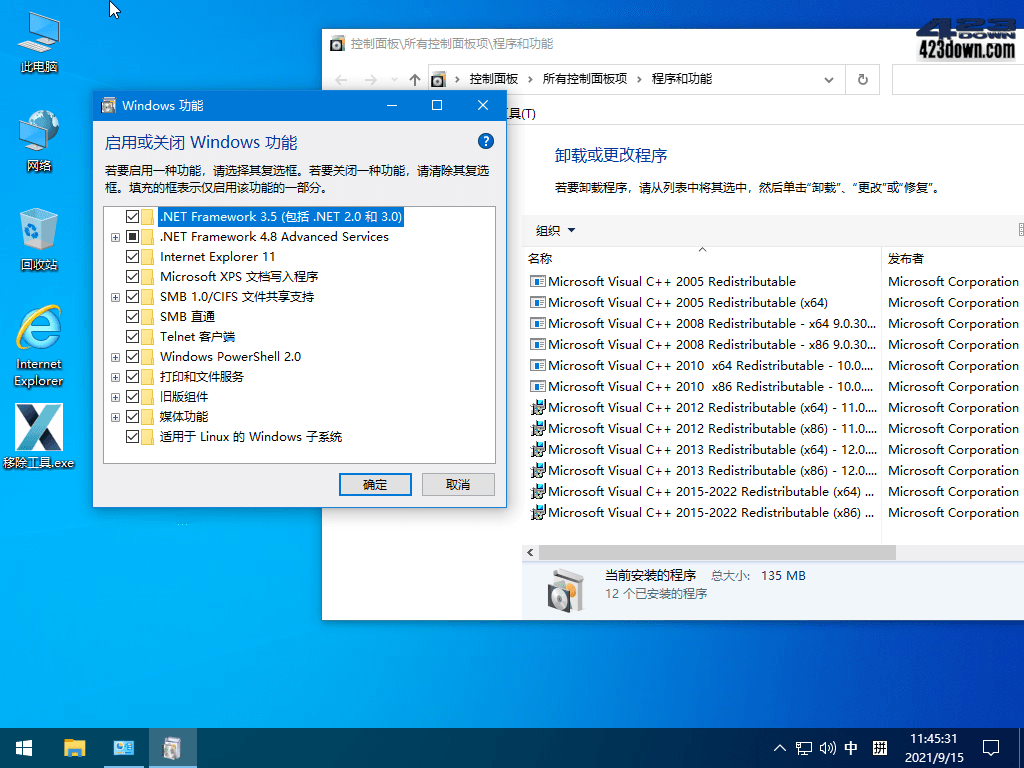 此电脑
网络
回收站
Internet
Explorer
移除工具.exe
423
DOWN
423down.com
控制面板\所有控制面板项\程序和功能
控制面板 › 所有控制面板项 › 程序和功能
具(T)
卸载或更改程序
若要卸载程序，请从列表中将其选中，然后单击“卸载”、“更改”或“修复”。
组织
名称 发布者
Microsoft Visual C++ 2005 Redistributable Microsoft Corporation
Microsoft Visual C++ 2005 Redistributable (x64) Microsoft Corporation
Microsoft Visual C++ 2008 Redistributable - x64 9.0.30... Microsoft Corporation
Microsoft Visual C++ 2008 Redistributable - x86 9.0.30... Microsoft Corporation
Microsoft Visual C++ 2010  x64 Redistributable - 10.0.... Microsoft Corporation
Microsoft Visual C++ 2010  x86 Redistributable - 10.0.... Microsoft Corporation
Microsoft Visual C++ 2012 Redistributable (x64) - 11.0.... Microsoft Corporation
Microsoft Visual C++ 2012 Redistributable (x86) - 11.0.... Microsoft Corporation
Microsoft Visual C++ 2013 Redistributable (x64) - 12.0.... Microsoft Corporation
Microsoft Visual C++ 2013 Redistributable (x86) - 12.0.... Microsoft Corporation
Microsoft Visual C++ 2015-2022 Redistributable (x64) ... Microsoft Corporation
Microsoft Visual C++ 2015-2022 Redistributable (x86) ... Microsoft Corporation
当前安装的程序 总大小: 135 MB
12 个已安装的程序
Windows 功能
启用或关闭 Windows 功能
若要启用一种功能，请选择其复选框。若要关闭一种功能，请清除其复选
框。填充的框表示仅启用该功能的一部分。
.NET Framework 3.5 (包括 .NET 2.0 和 3.0)
.NET Framework 4.8 Advanced Services
Internet Explorer 11
Microsoft XPS 文档写入程序
SMB 1.0/CIFS 文件共享支持
SMB 直通
Telnet 客户端
Windows PowerShell 2.0
打印和文件服务
旧版组件
媒体功能
适用于 Linux 的 Windows 子系统
确定 取消
中 拼
11:45:31
2021/9/15